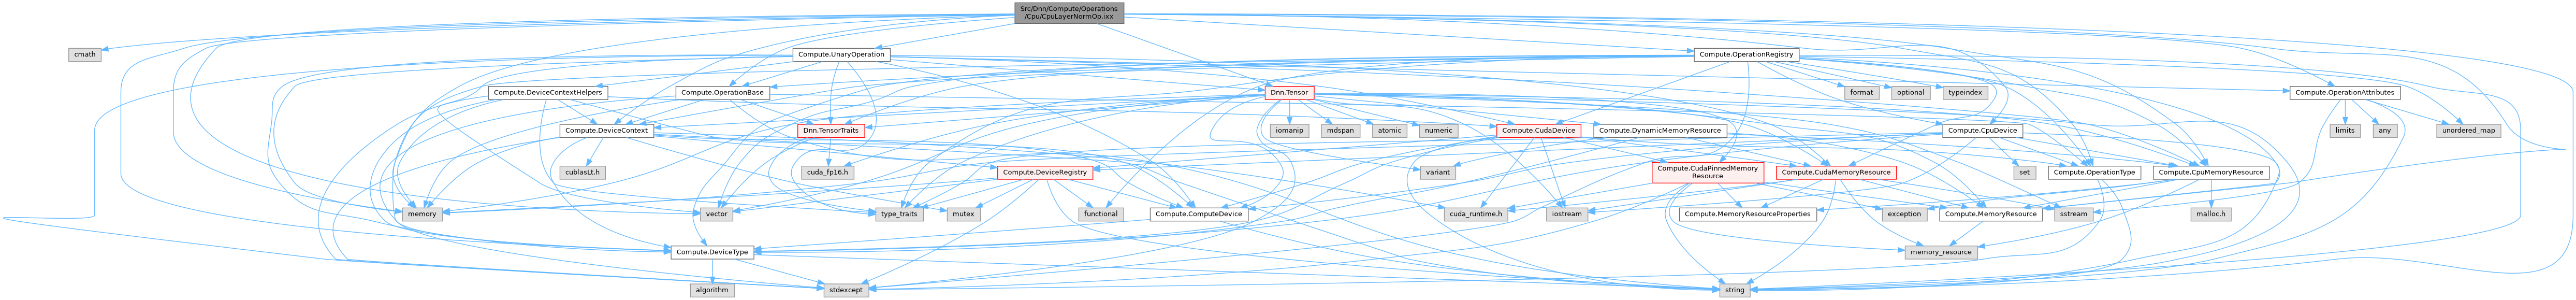 Src/Dnn/Compute/Operations
/Cpu/CpuLayerNormOp.ixx
cmath
Compute.UnaryOperation
Compute.OperationRegistry
Compute.DeviceContextHelpers
Compute.OperationBase
Dnn.Tensor
format
optional
typeindex
Compute.OperationAttributes
Compute.DeviceContext
Dnn.TensorTraits
iomanip
mdspan
atomic
numeric
Compute.CudaDevice
Compute.DynamicMemoryResource
Compute.CpuDevice
limits
any
unordered_map
cublasLt.h
cuda_fp16.h
Compute.DeviceRegistry
variant
Compute.CudaPinnedMemory
Resource
Compute.CudaMemoryResource
set
Compute.OperationType
Compute.CpuMemoryResource
memory
vector
type_traits
mutex
functional
Compute.ComputeDevice
cuda_runtime.h
iostream
Compute.MemoryResourceProperties
exception
Compute.MemoryResource
sstream
malloc.h
Compute.DeviceType
memory_resource
algorithm
stdexcept
string